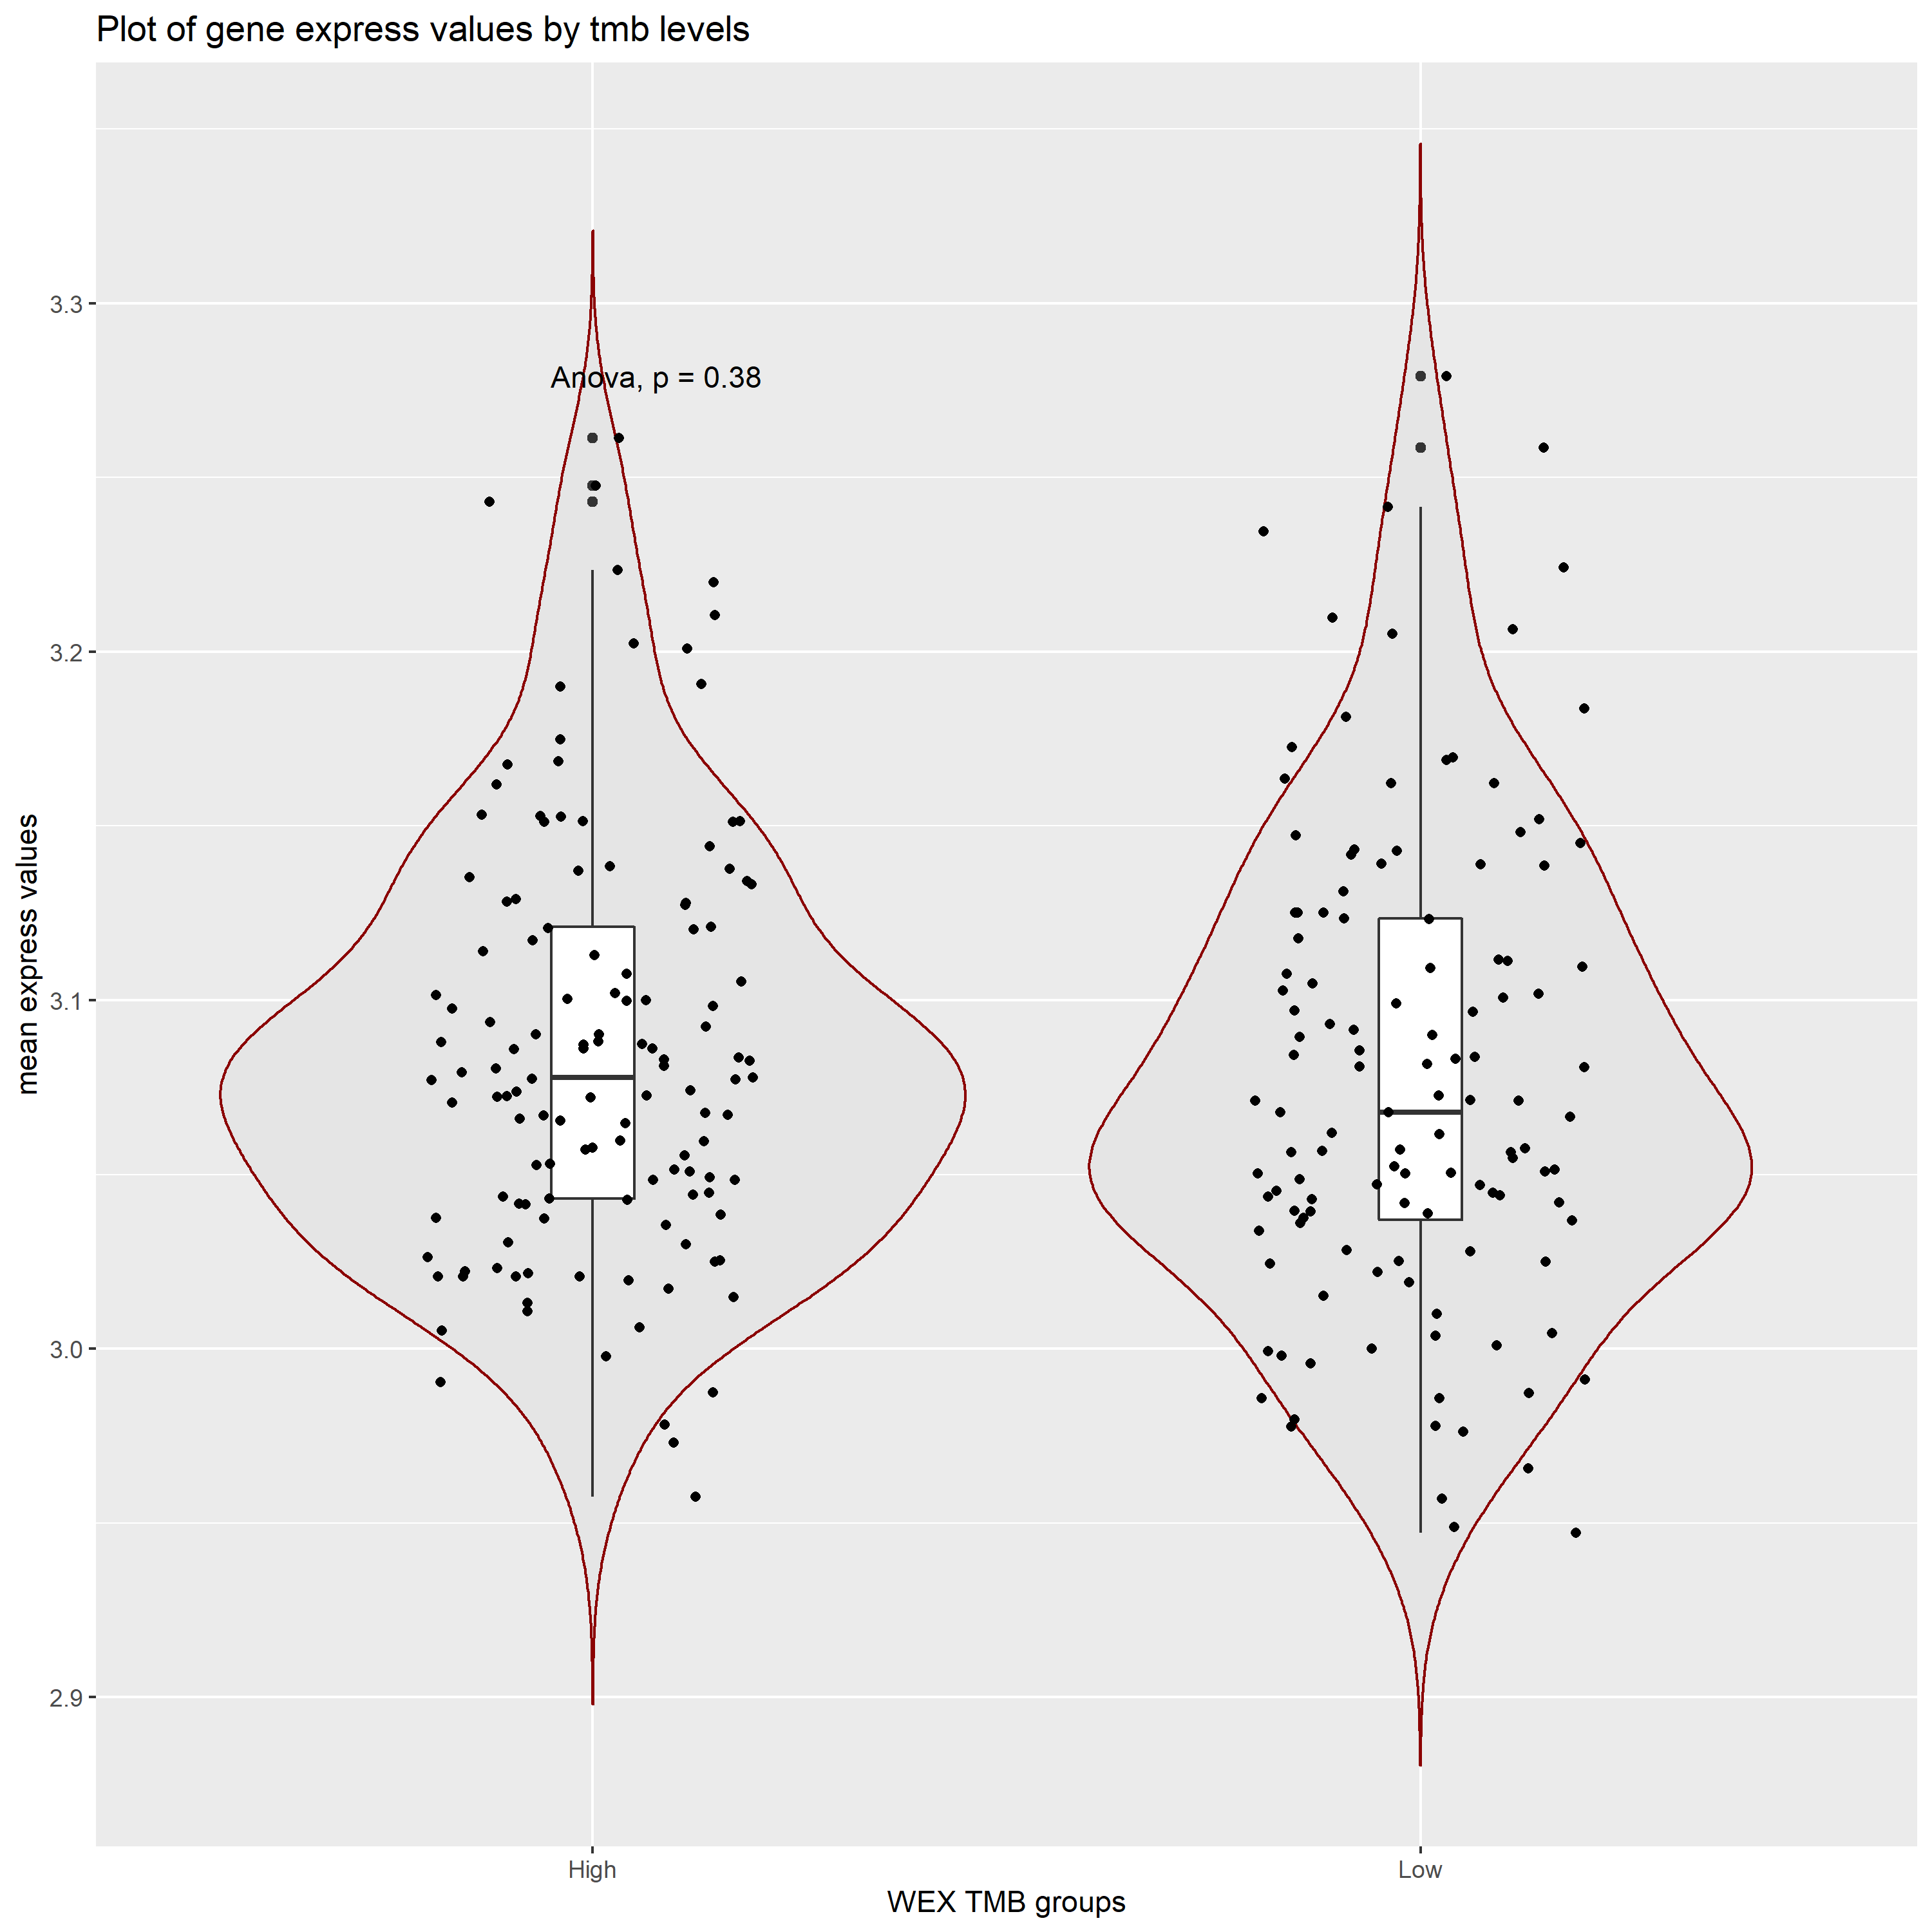 Plot of gene express values by tmb levels
3.3
Anova, p = 0.38
3.2
mean express values
3.1
3.0
2.9
High
Low
WEX TMB groups